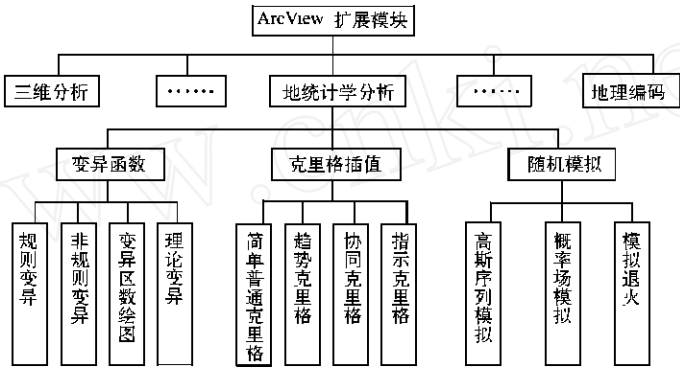 ArcView 扩展模块
三维分析
……
地统计学分析
……
地理编码
变异函数
克里格插值
随机模拟
规则变异
非规则变异
变异区数绘图
理论变异
简单普通克里格
趋势克里格
协同克里格
指示克里格
高斯序列模拟
概率场模拟
模拟退火
www.cnki.ne